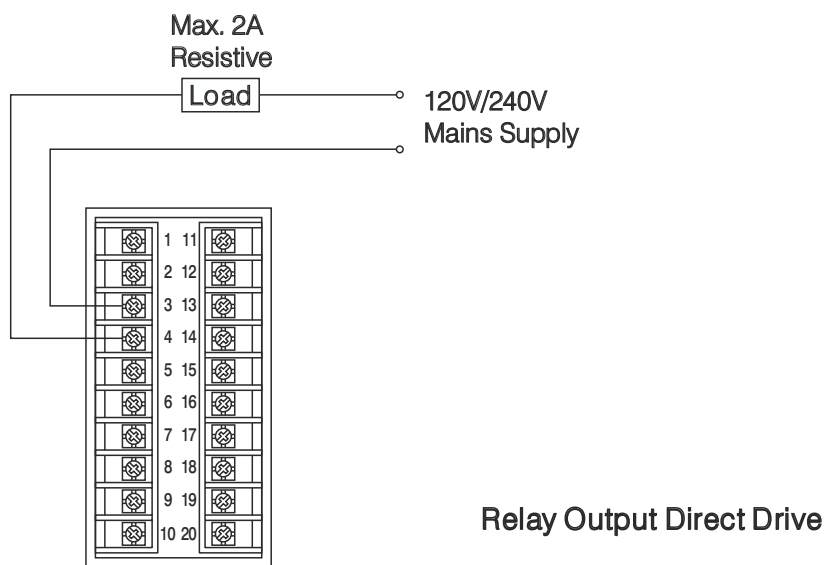 Max. 2A
Resistive
Load
120V/240V
Mains Supply
1 11
2 12
3 13
4 14
5 15
6 16
7 17
8 18
9 19
10 20
Relay Output Direct Drive